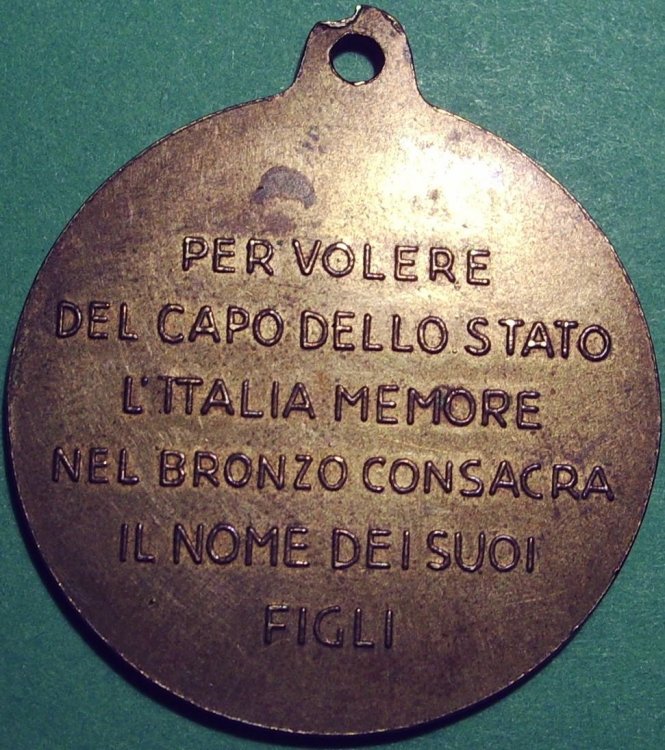 PER VOLERE
DEL CAPO DELLO STATO
L'ITALIA MEMORE
NEL BRONZO CONSACRA
IL NOME DEI SUOI
FIGLI